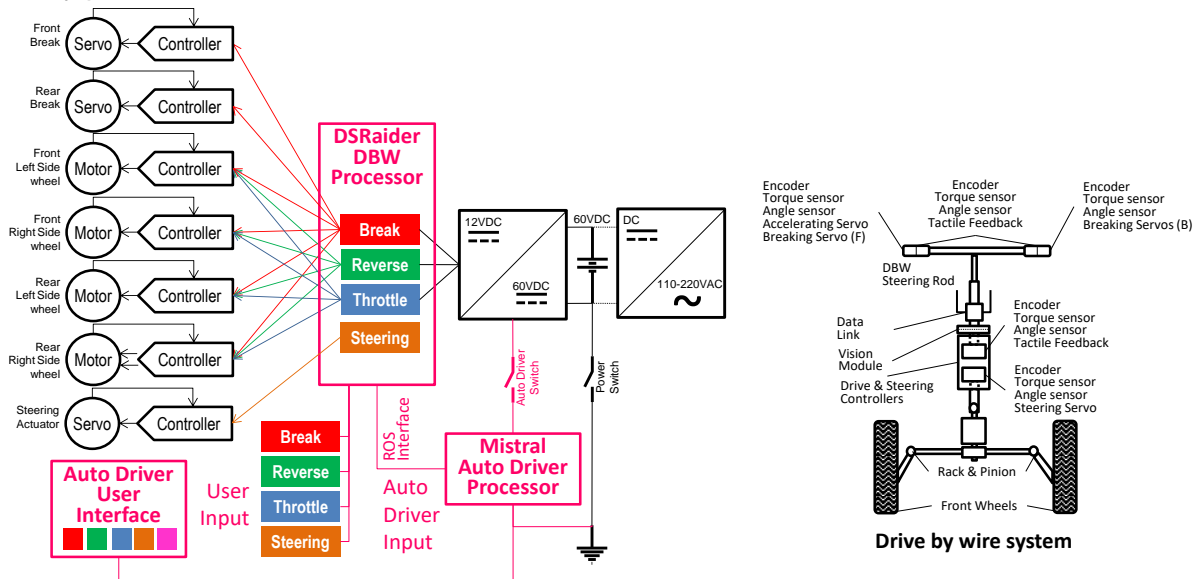 Front
Break
Servo
Controller
Rear
Break
Servo
Controller
Front
Left Side
wheel
Motor
Controller
Front
Right Side
wheel
Motor
Controller
Rear
Left Side
wheel
Motor
Controller
Rear
Right Side
wheel
Motor
Controller
Steering
Actuator
Servo
Controller
DSRaider
DBW
Processor
Break
Reverse
Throttle
Steering
12VDC
60VDC
60VDC
DC
110-220VAC
Auto Driver
Switch
Power
Switch
ROS
Interface
Mistral
Auto Driver
Processor
Auto Driver
User
Interface
User
Input
Break
Reverse
Throttle
Steering
Auto
Driver
Input
Encoder
Torque sensor
Angle sensor
Accelerating Servo
Breaking Servo (F)
Encoder
Torque sensor
Angle sensor
Tactile Feedback
Encoder
Torque sensor
Angle sensor
Breaking Servos (B)
DBW
Steering Rod
Data
Link
Vision
Module
Drive & Steering
Controllers
Encoder
Torque sensor
Angle sensor
Tactile Feedback
Encoder
Torque sensor
Angle sensor
Steering Servo
Rack & Pinion
Front Wheels
Drive by wire system